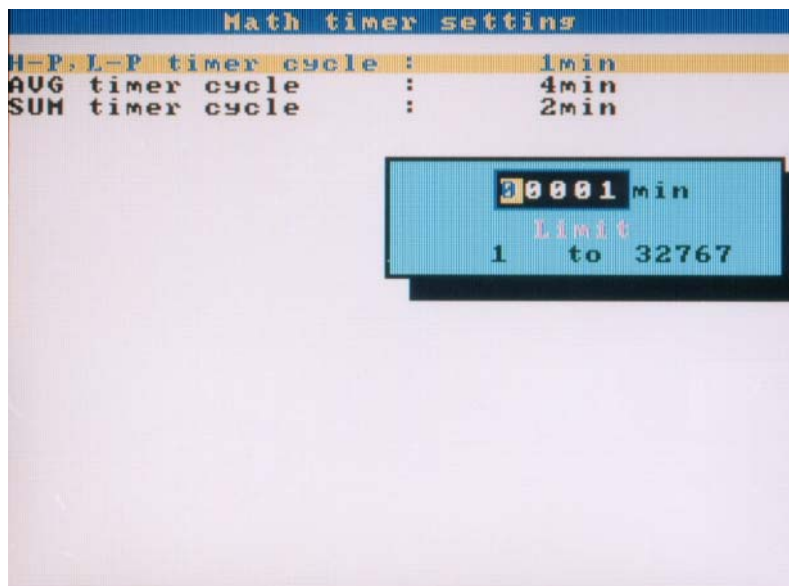 Math timer setting
H-P,L-P timer cycle : 1min
AVG timer cycle : 4min
SUM timer cycle : 2min
00001 min
Limit
1 to 32767